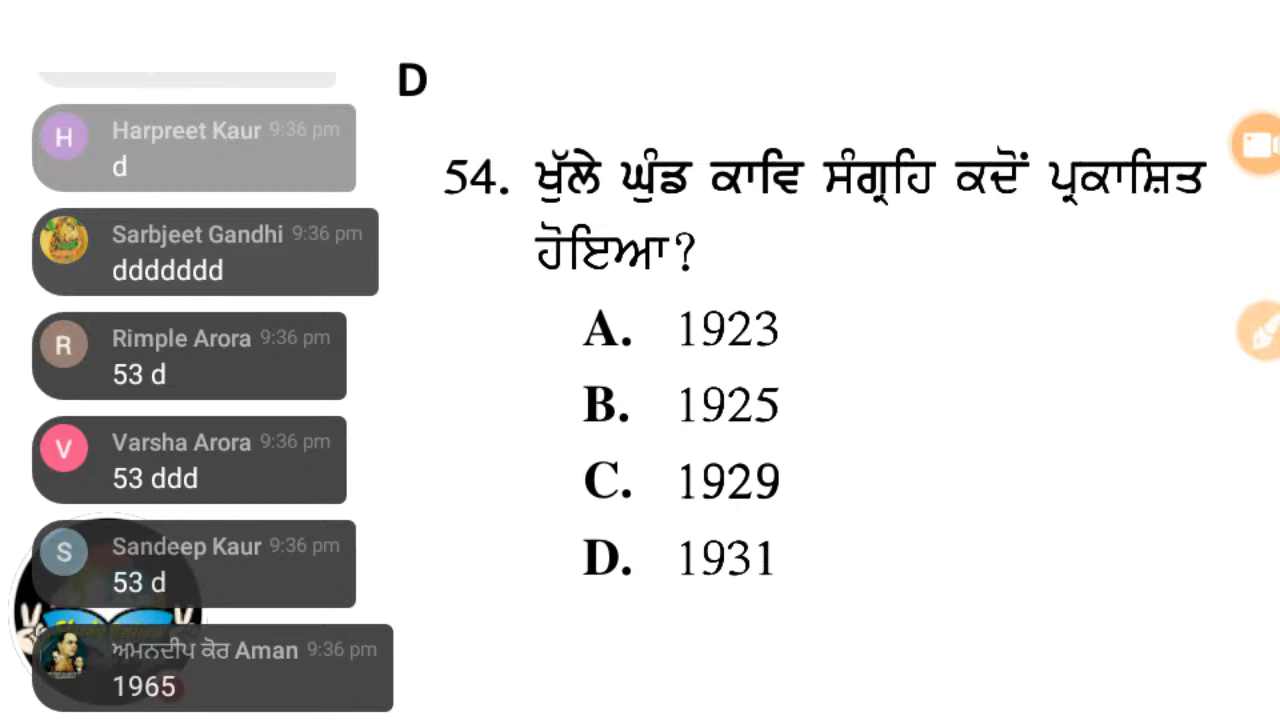 Harpreet Kaur 9:36 pm
d
Sarbjeet Gandhi 9:36 pm
ddddddd
Rimple Arora 9:36 pm
53 d
Varsha Arora 9:36 pm
53 ddd
Sandeep Kaur 9:36 pm
53 d
ਅਮਨਦੀਪ ਕੋਰ Aman 9:36 pm
1965
D
54. ਖੁੱਲੇ ਘੁੰਡ ਕਾਵਿ ਸੰਗ੍ਰਹਿ ਕਦੋਂ ਪ੍ਰਕਾਸ਼ਿਤ
ਹੋਇਆ?
A. 1923
B. 1925
C. 1929
D. 1931